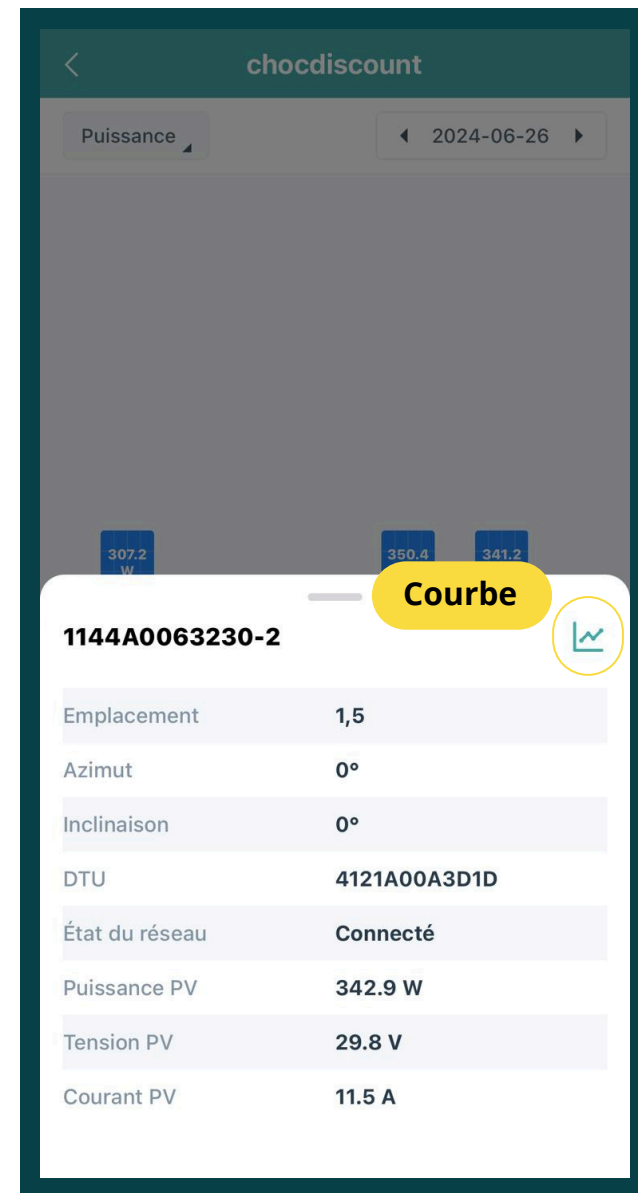 chocdiscount
Puissance
2024-06-26
307.2
W
350.4
341.2
Courbe
1144A0063230-2
Emplacement 1,5
Azimut 0°
Inclinaison 0°
DTU 4121A00A3D1D
État du réseau Connecté
Puissance PV 342.9 W
Tension PV 29.8 V
Courant PV 11.5 A